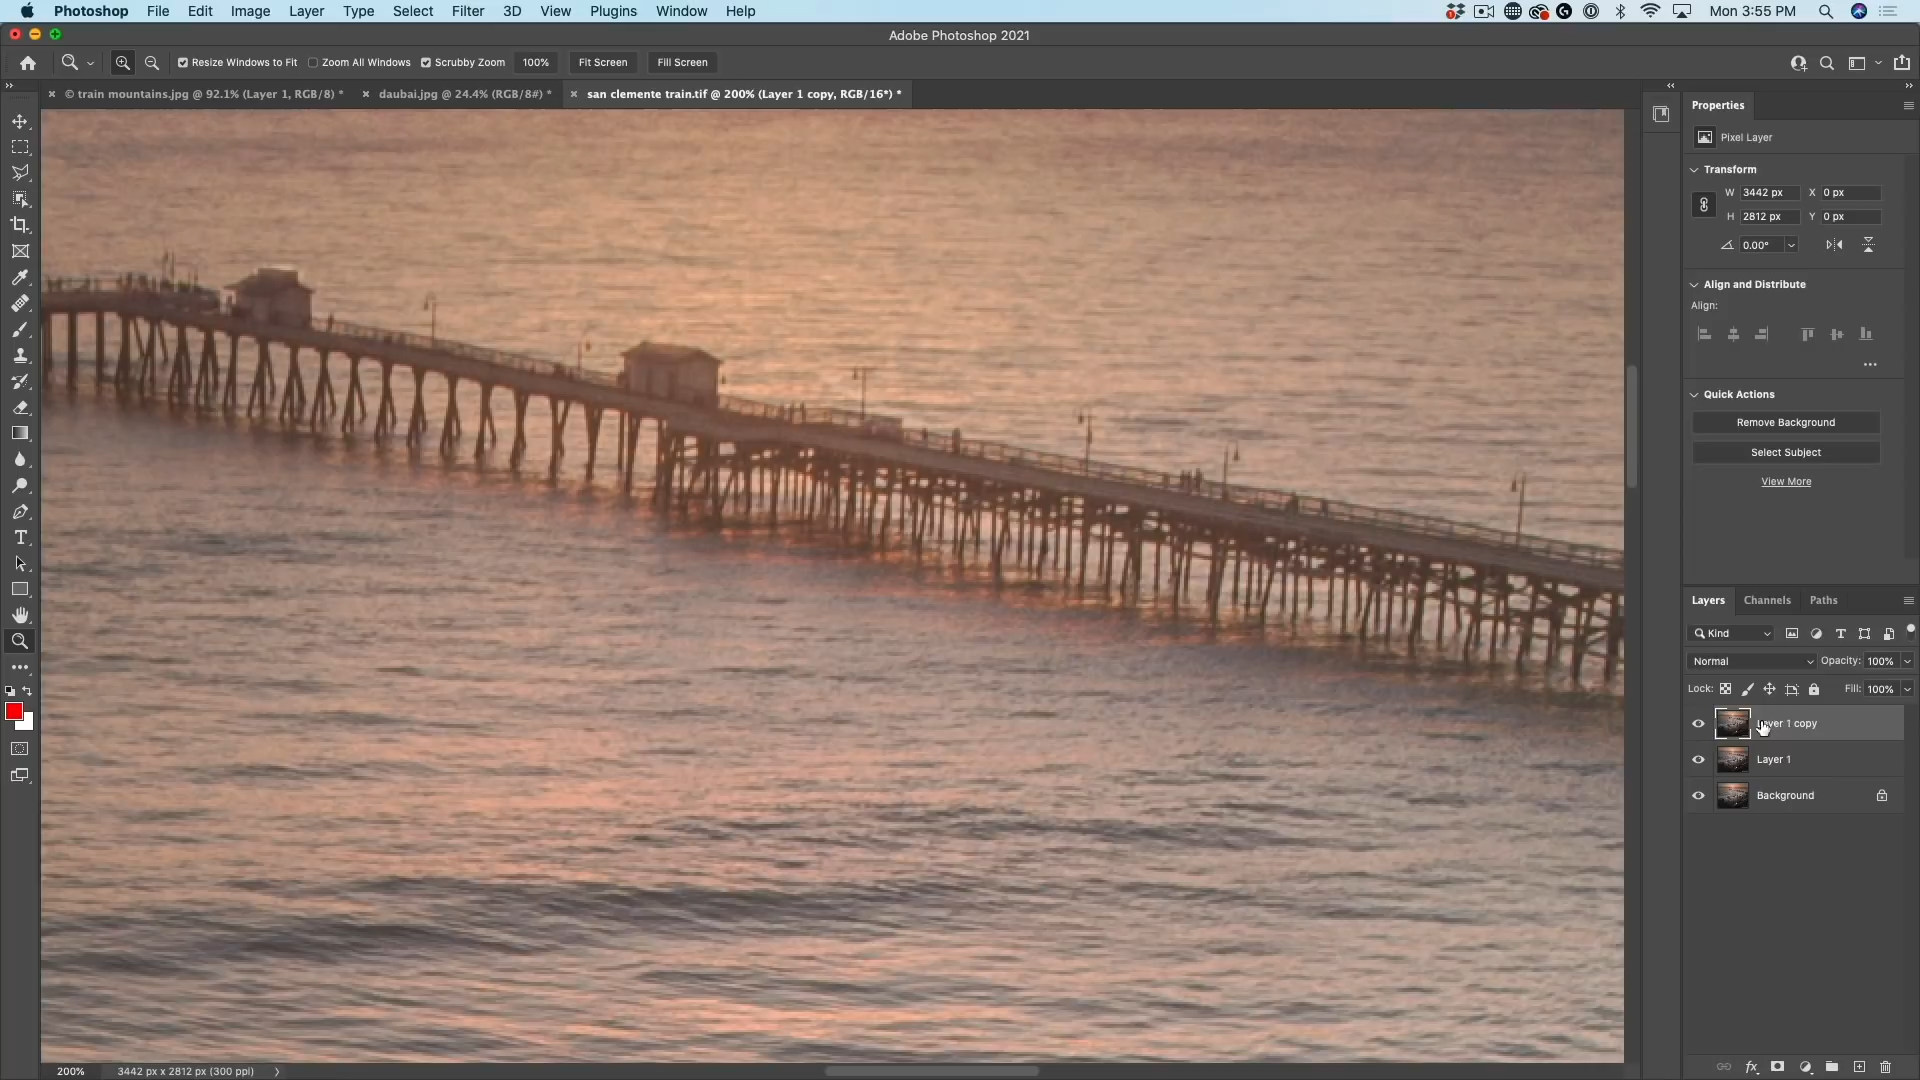 Photoshop File Edit Image Layer Type Select Filter 3D View Plugins Window Help Mon 3:55 PM
Adobe Photoshop 2021
Resize Windows to Fit Zoom All Windows Scrubby Zoom 100% Fit Screen Fill Screen
© train mountains.jpg @ 92.1% (Layer 1, RGB/8) * daubai.jpg @ 24.4% (RGB/8#) * san clemente train.tif @ 200% (Layer 1 copy, RGB/16*) *
Properties
Pixel Layer
Transform
W 3442 px X 0 px
H 2812 px Y 0 px
0.00°
Align and Distribute
Align:
Quick Actions
Remove Background
Select Subject
View More
Layers Channels Paths
Kind
Normal Opacity: 100%
Lock: Fill: 100%
1 copy
Layer 1
Background
200% 3442 px x 2812 px (300 ppi)